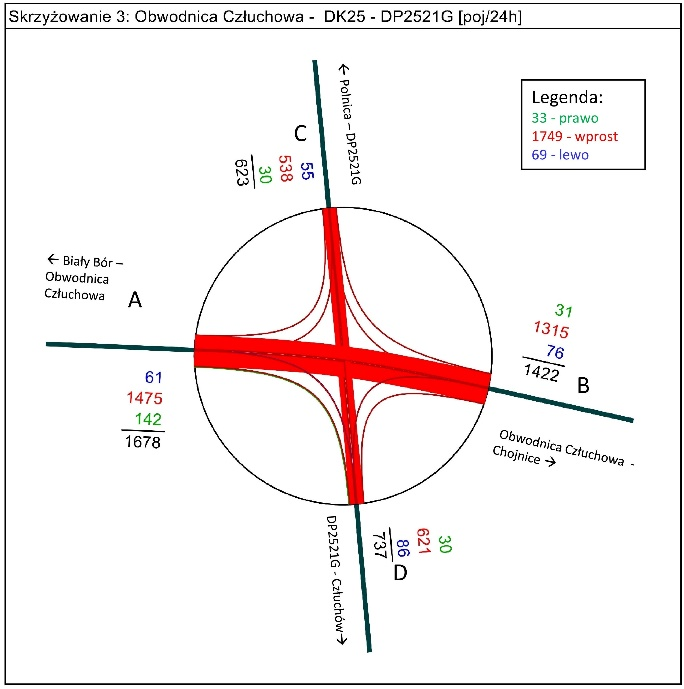 Skrzyżowanie 3: Obwodnica Człuchowa -  DK25 - DP2521G [poj/24h]
Legenda:
33 - prawo
1749 - wprost
69 - lewo
← Polnica – DP2521G
C
55
538
30
623
← Biały Bór –
Obwodnica
Człuchowa
A
31
1315
76
1422
B
61
1475
142
1678
Obwodnica Człuchowa -
Chojnice →
DP2521G - Człuchów→
30
621
86
737
D